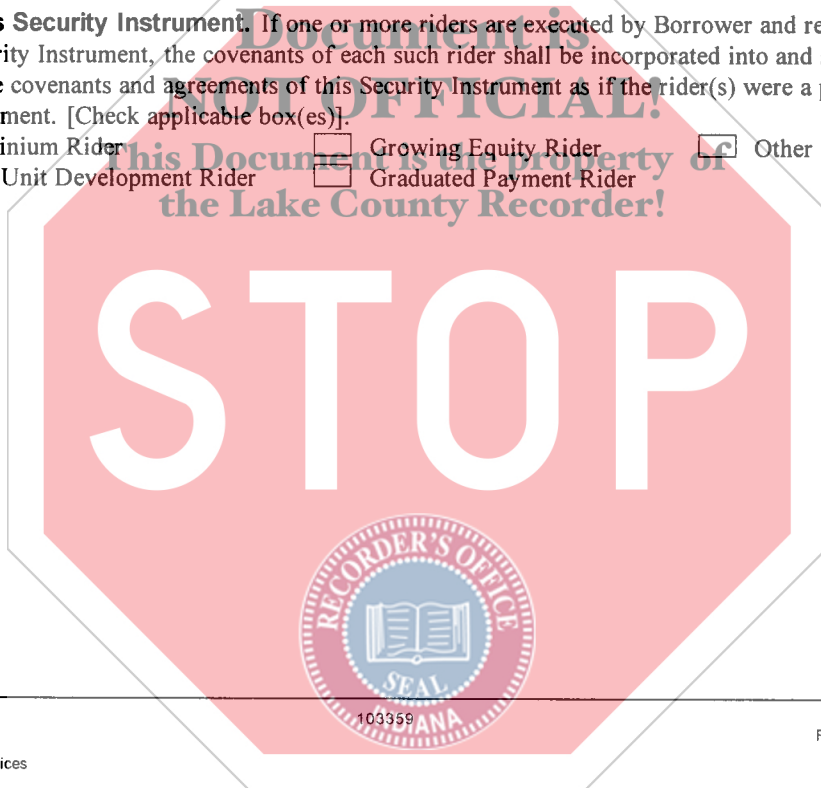 s Security Instrument. If one or more riders are executed by Borrower and re
rity Instrument, the covenants of each such rider shall be incorporated into and
e covenants and agreements of this Security Instrument as if the rider(s) were a p
ment. [Check applicable box(es)].
inium Rider Growing Equity Rider Other
Unit Development Rider Graduated Payment Rider
Document is
NOT OFFICIAL!
This Document is the property of
the Lake County Recorder!
STOP
RECORDER'S OFFICE
SEAL
INDIANA
103359
F
ices